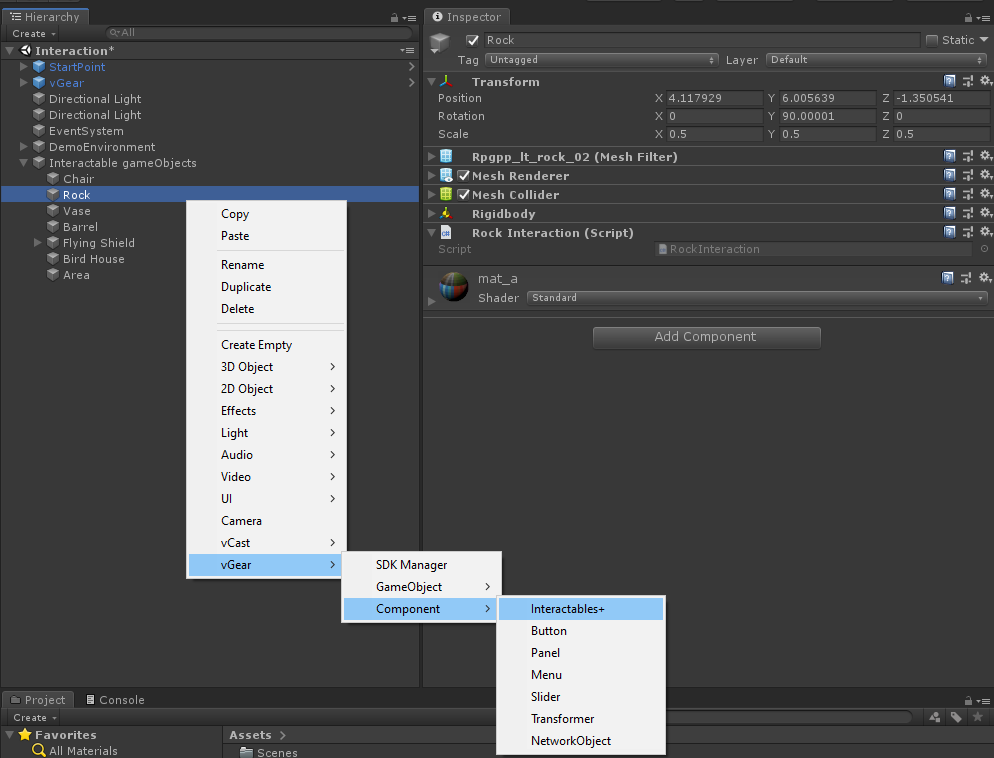 Hierarchy
Create
All
Interaction*
StartPoint
vGear
Directional Light
Directional Light
EventSystem
DemoEnvironment
Interactable gameObjects
Chair
Rock
Vase
Barrel
Flying Shield
Bird House
Area
Copy
Paste
Rename
Duplicate
Delete
Create Empty
3D Object
2D Object
Effects
Light
Audio
Video
UI
Camera
vCast
vGear
SDK Manager
GameObject
Component
Interactables+
Button
Panel
Menu
Slider
Transformer
NetworkObject
Inspector
Rock
Static
Tag Untagged Layer Default
Transform
Position X 4.117929 Y 6.005639 Z -1.350541
Rotation X 0 Y 90.00001 Z 0
Scale X 0.5 Y 0.5 Z 0.5
Rpgpp_lt_rock_02 (Mesh Filter)
Mesh Renderer
Mesh Collider
Rigidbody
Rock Interaction (Script)
Script RockInteraction
mat_a
Shader Standard
Add Component
Project Console
Create
Favorites
All Materials
Assets
Scenes